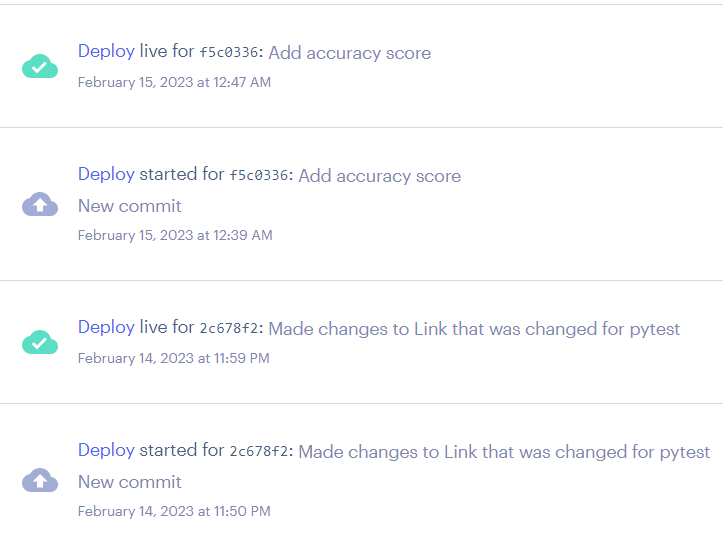 Deploy live for f5c0336: Add accuracy score
February 15, 2023 at 12:47 AM
Deploy started for f5c0336: Add accuracy score
New commit
February 15, 2023 at 12:39 AM
Deploy live for 2c678f2: Made changes to Link that was changed for pytest
February 14, 2023 at 11:59 PM
Deploy started for 2c678f2: Made changes to Link that was changed for pytest
New commit
February 14, 2023 at 11:50 PM